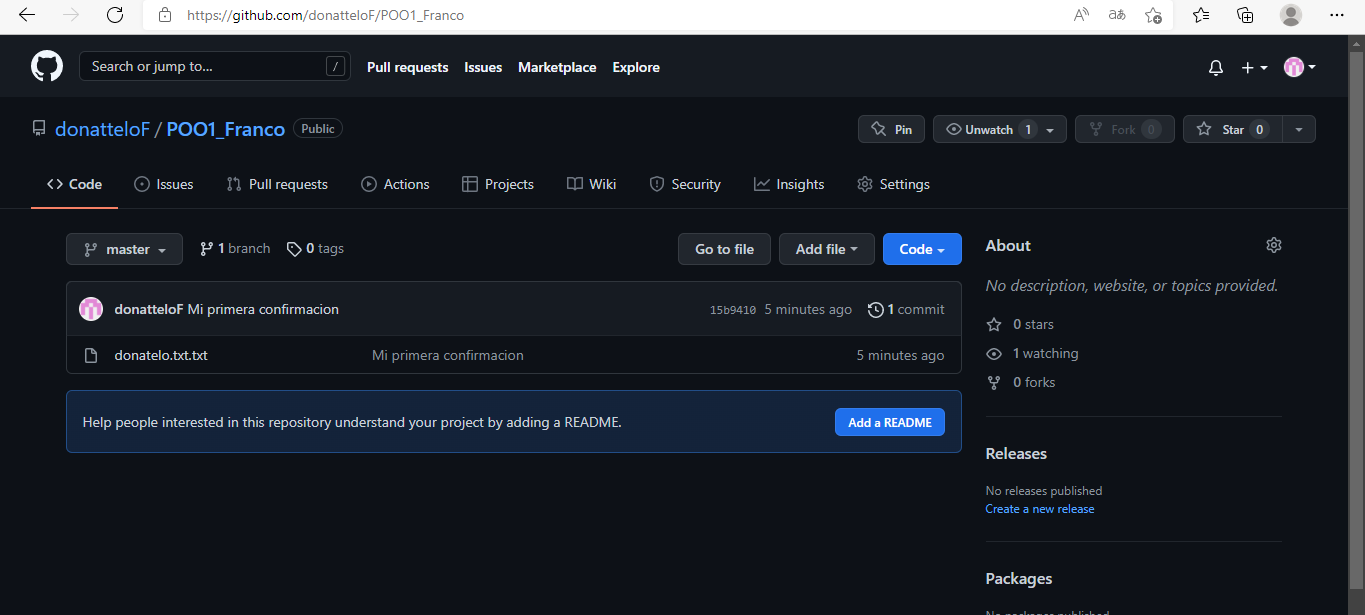 https://github.com/donatteloF/POO1_Franco
Search or jump to... /
Pull requests Issues Marketplace Explore
donatteloF / POO1_Franco Public
Pin Unwatch 1 Fork 0 Star 0
Code Issues Pull requests Actions Projects Wiki Security Insights Settings
master 1 branch 0 tags Go to file Add file Code
donatteloF Mi primera confirmacion 15b9410 5 minutes ago 1 commit
donatelo.txt.txt Mi primera confirmacion 5 minutes ago
Help people interested in this repository understand your project by adding a README. Add a README
About
No description, website, or topics provided.
0 stars
1 watching
0 forks
Releases
No releases published
Create a new release
Packages
No packages published